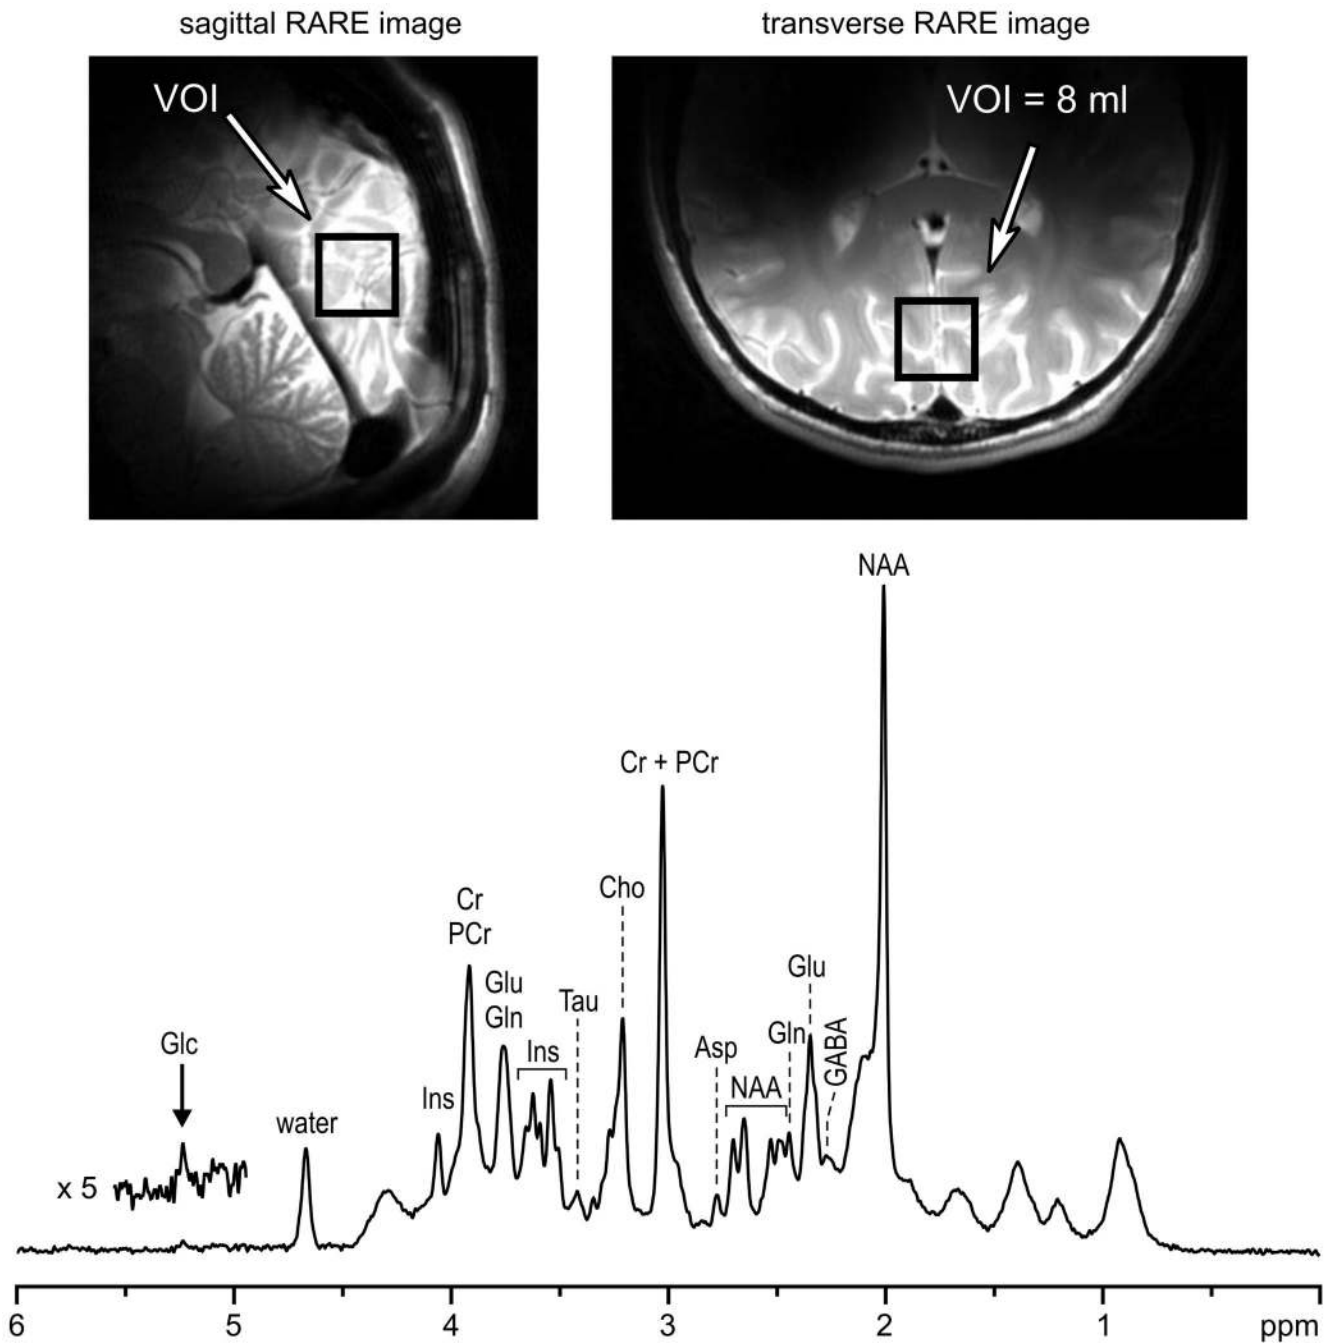 sagittal RARE image
transverse RARE image
VOI
VOI = 8 ml
NAA
Cr + PCr
Cho
Cr
PCr
Glu
Gln
Tau
Ins
Ins
Glu
GABA
Gln
Asp
NAA
Glc
water
x 5
6 5 4 3 2 1 ppm